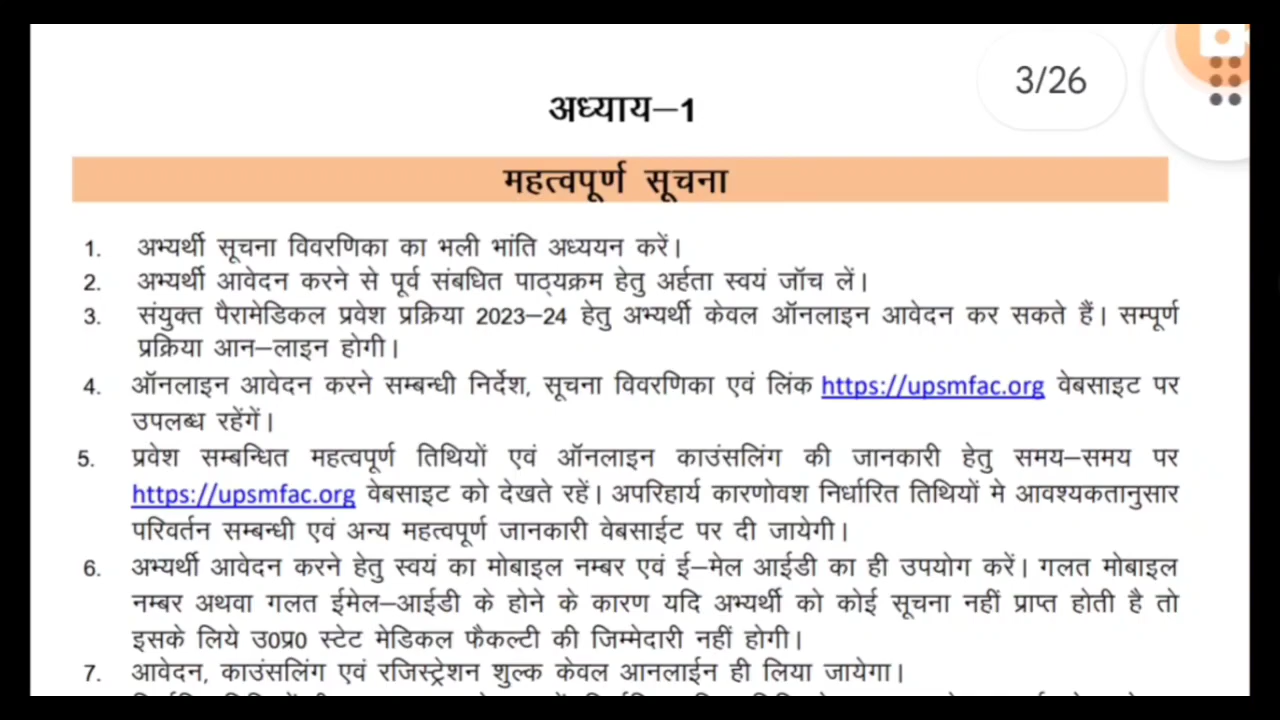 3/26
अध्याय–1
महत्वपूर्ण सूचना
1. अभ्यर्थी सूचना विवरणिका का भली भांति अध्ययन करें।
2. अभ्यर्थी आवेदन करने से पूर्व संबधित पाठ्यक्रम हेतु अर्हता स्वयं जॉच लें।
3. संयुक्त पैरामेडिकल प्रवेश प्रक्रिया 2023–24 हेतु अभ्यर्थी केवल ऑनलाइन आवेदन कर सकते हैं। सम्पूर्ण
प्रक्रिया आन–लाइन होगी।
4. ऑनलाइन आवेदन करने सम्बन्धी निर्देश, सूचना विवरणिका एवं लिंक https://upsmfac.org वेबसाइट पर
उपलब्ध रहेंगें।
5. प्रवेश सम्बन्धित महत्वपूर्ण तिथियों एवं ऑनलाइन काउंसलिंग की जानकारी हेतु समय–समय पर
https://upsmfac.org वेबसाइट को देखते रहें। अपरिहार्य कारणोवश निर्धारित तिथियों मे आवश्यकतानुसार
परिवर्तन सम्बन्धी एवं अन्य महत्वपूर्ण जानकारी वेबसाईट पर दी जायेगी।
6. अभ्यर्थी आवेदन करने हेतु स्वयं का मोबाइल नम्बर एवं ई–मेल आईडी का ही उपयोग करें। गलत मोबाइल
नम्बर अथवा गलत ईमेल–आईडी के होने के कारण यदि अभ्यर्थी को कोई सूचना नहीं प्राप्त होती है तो
इसके लिये उ0प्र0 स्टेट मेडिकल फैकल्टी की जिम्मेदारी नहीं होगी।
7. आवेदन, काउंसलिंग एवं रजिस्ट्रेशन शुल्क केवल आनलाईन ही लिया जायेगा।